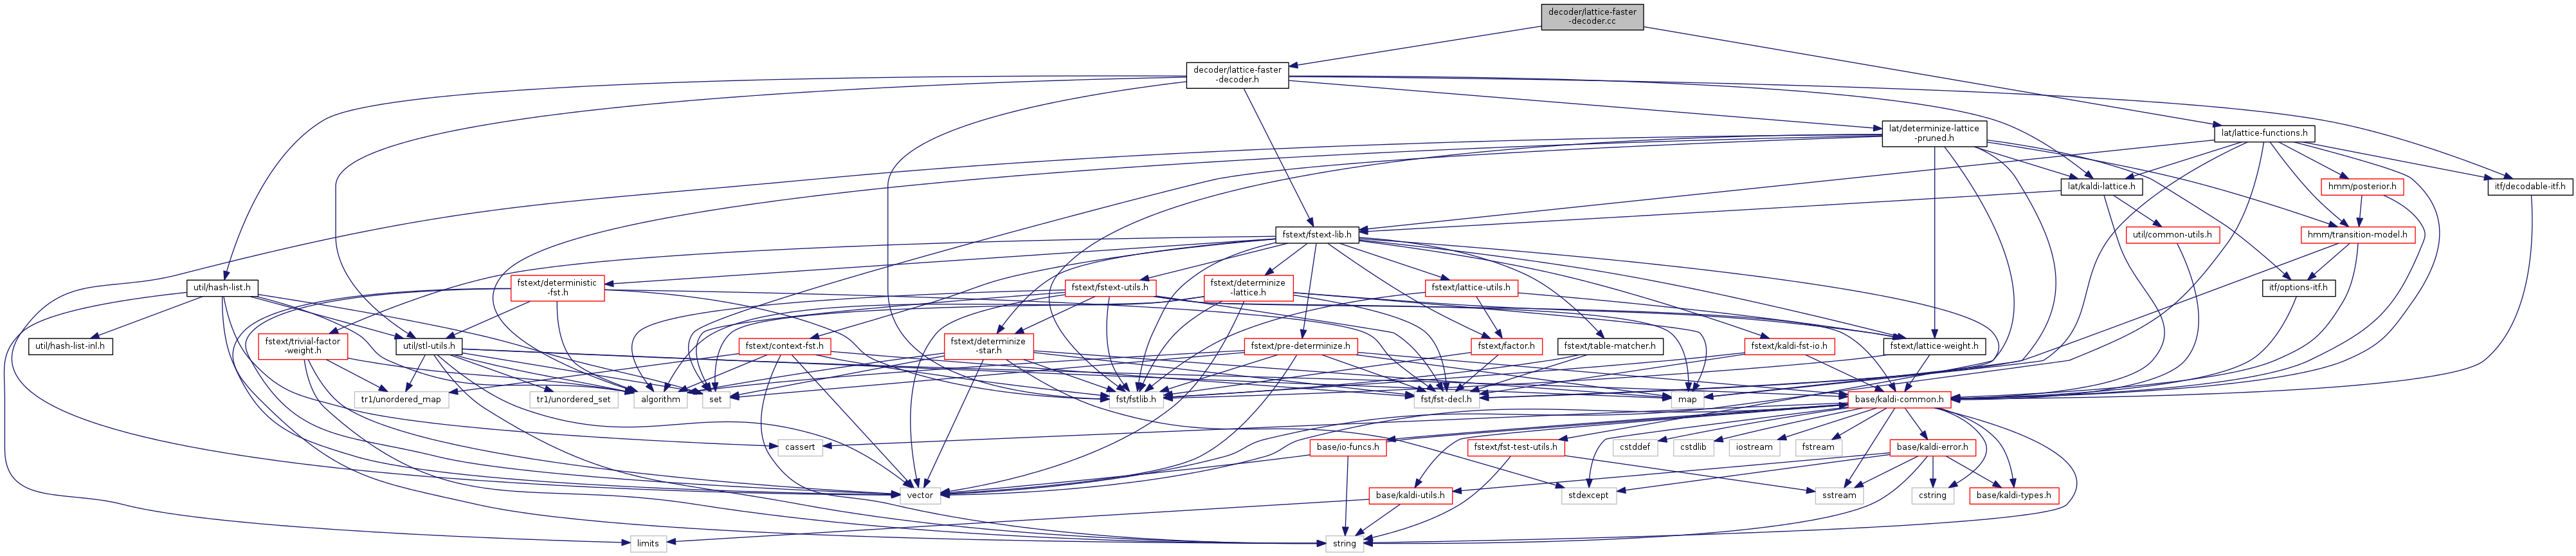 decoder/lattice-faster
-decoder.cc
decoder/lattice-faster
-decoder.h
lat/determinize-lattice
-pruned.h
lat/lattice-functions.h
lat/kaldi-lattice.h
hmm/posterior.h
itf/decodable-itf.h
fstext/fstext-lib.h
util/common-utils.h
hmm/transition-model.h
util/hash-list.h
fstext/deterministic
-fst.h
fstext/fstext-utils.h
fstext/determinize
-lattice.h
fstext/lattice-utils.h
itf/options-itf.h
util/hash-list-inl.h
fstext/trivial-factor
-weight.h
util/stl-utils.h
fstext/context-fst.h
fstext/determinize
-star.h
fstext/pre-determinize.h
fstext/factor.h
fstext/table-matcher.h
fstext/kaldi-fst-io.h
fstext/lattice-weight.h
tr1/unordered_map
tr1/unordered_set
algorithm
set
fst/fstlib.h
fst/fst-decl.h
map
base/kaldi-common.h
cassert
base/io-funcs.h
fstext/fst-test-utils.h
cstddef
cstdlib
iostream
fstream
base/kaldi-error.h
vector
base/kaldi-utils.h
stdexcept
sstream
cstring
base/kaldi-types.h
limits
string